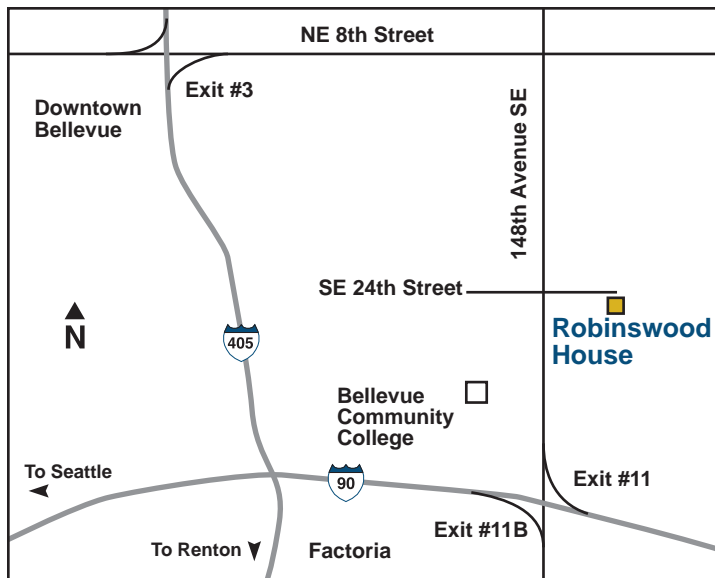 NE 8th Street
Exit #3
Downtown
Bellevue
148th Avenue SE
SE 24th Street
Robinswood
House
N
405
Bellevue
Community
College
To Seattle
90
Exit #11
Exit #11B
To Renton
Factoria